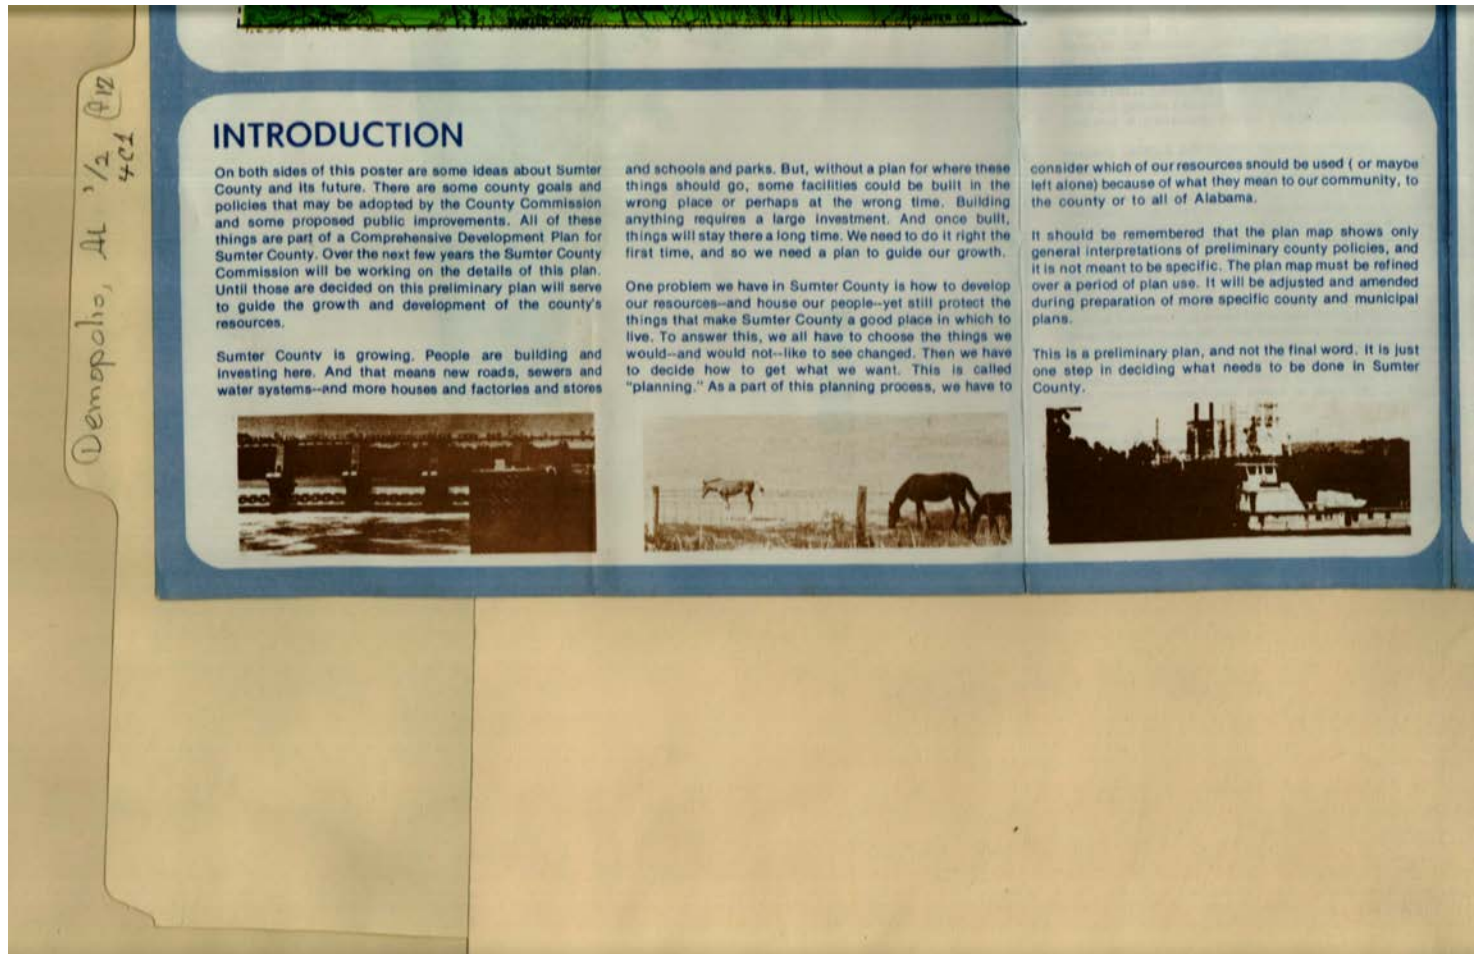 Demopolis, AL 1/2 P12
4C1
INTRODUCTION
On both sides of this poster are some ideas about Sumter
County and its future. There are some county goals and
policies that may be adopted by the County Commission
and some proposed public improvements. All of these
things are part of a Comprehensive Development Plan for
Sumter County. Over the next few years the Sumter County
Commission will be working on the details of this plan.
Until those are decided on this preliminary plan will serve
to guide the growth and development of the county's
resources.
Sumter County is growing. People are building and
investing here. And that means new roads, sewers and
water systems--and more houses and factories and stores
and schools and parks. But, without a plan for where these
things should go, some facilities could be built in the
wrong place or perhaps at the wrong time. Building
anything requires a large investment. And once built,
things will stay there a long time. We need to do it right the
first time, and so we need a plan to guide our growth.
One problem we have in Sumter County is how to develop
our resources--and house our people--yet still protect the
things that make Sumter County a good place in which to
live. To answer this, we all have to choose the things we
would--and would not--like to see changed. Then we have
to decide how to get what we want. This is called
"planning." As a part of this planning process, we have to
consider which of our resources should be used ( or maybe
left alone) because of what they mean to our community, to
the county or to all of Alabama.
It should be remembered that the plan map shows only
general interpretations of preliminary county policies, and
it is not meant to be specific. The plan map must be refined
over a period of plan use. It will be adjusted and amended
during preparation of more specific county and municipal
plans.
This is a preliminary plan, and not the final word. It is just
one step in deciding what needs to be done in Sumter
County.